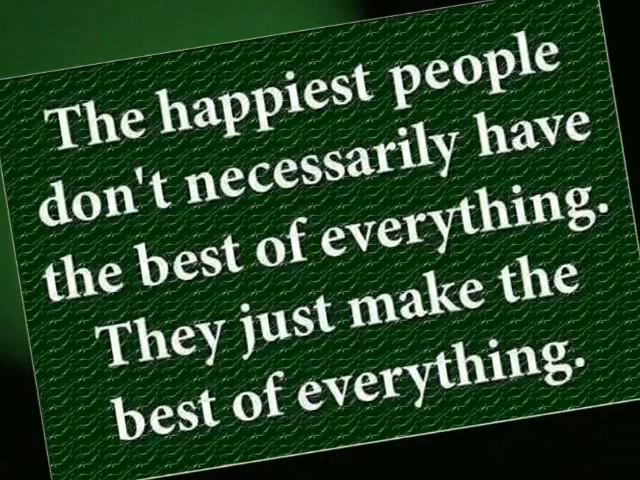 The happiest people
don't necessarily have
the best of everything.
They just make the
best of everything.